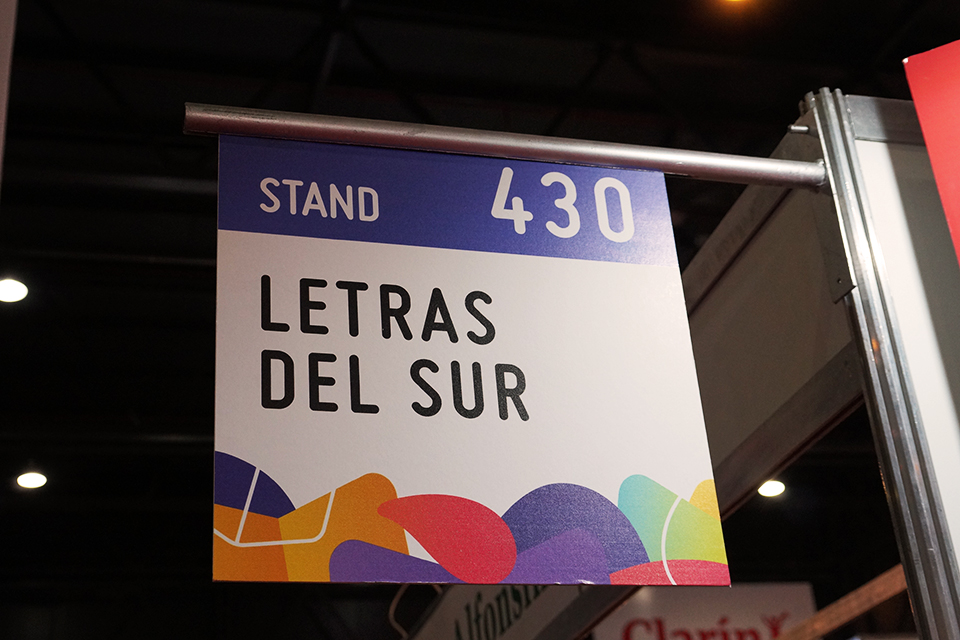 STAND 430
LETRAS
DEL SUR
Clarín